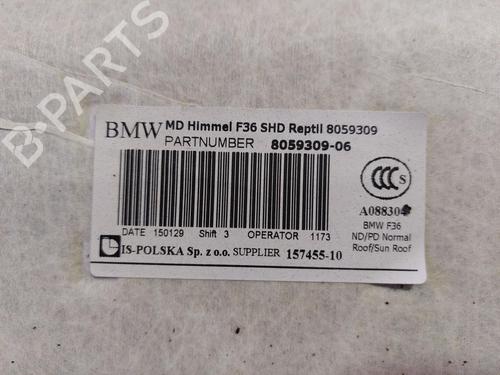 B-PARTS
BMW MD Himmel F36 SHD Reptil 8059309
PARTNUMBER 8059309-06
CCC S
BMW F36
ND/PD Normal
Roof/Sun Roof
DATE 150129 Shift 3 OPERATOR 1173
IS-POLSKA Sp. z o.o. SUPPLIER 157455-10